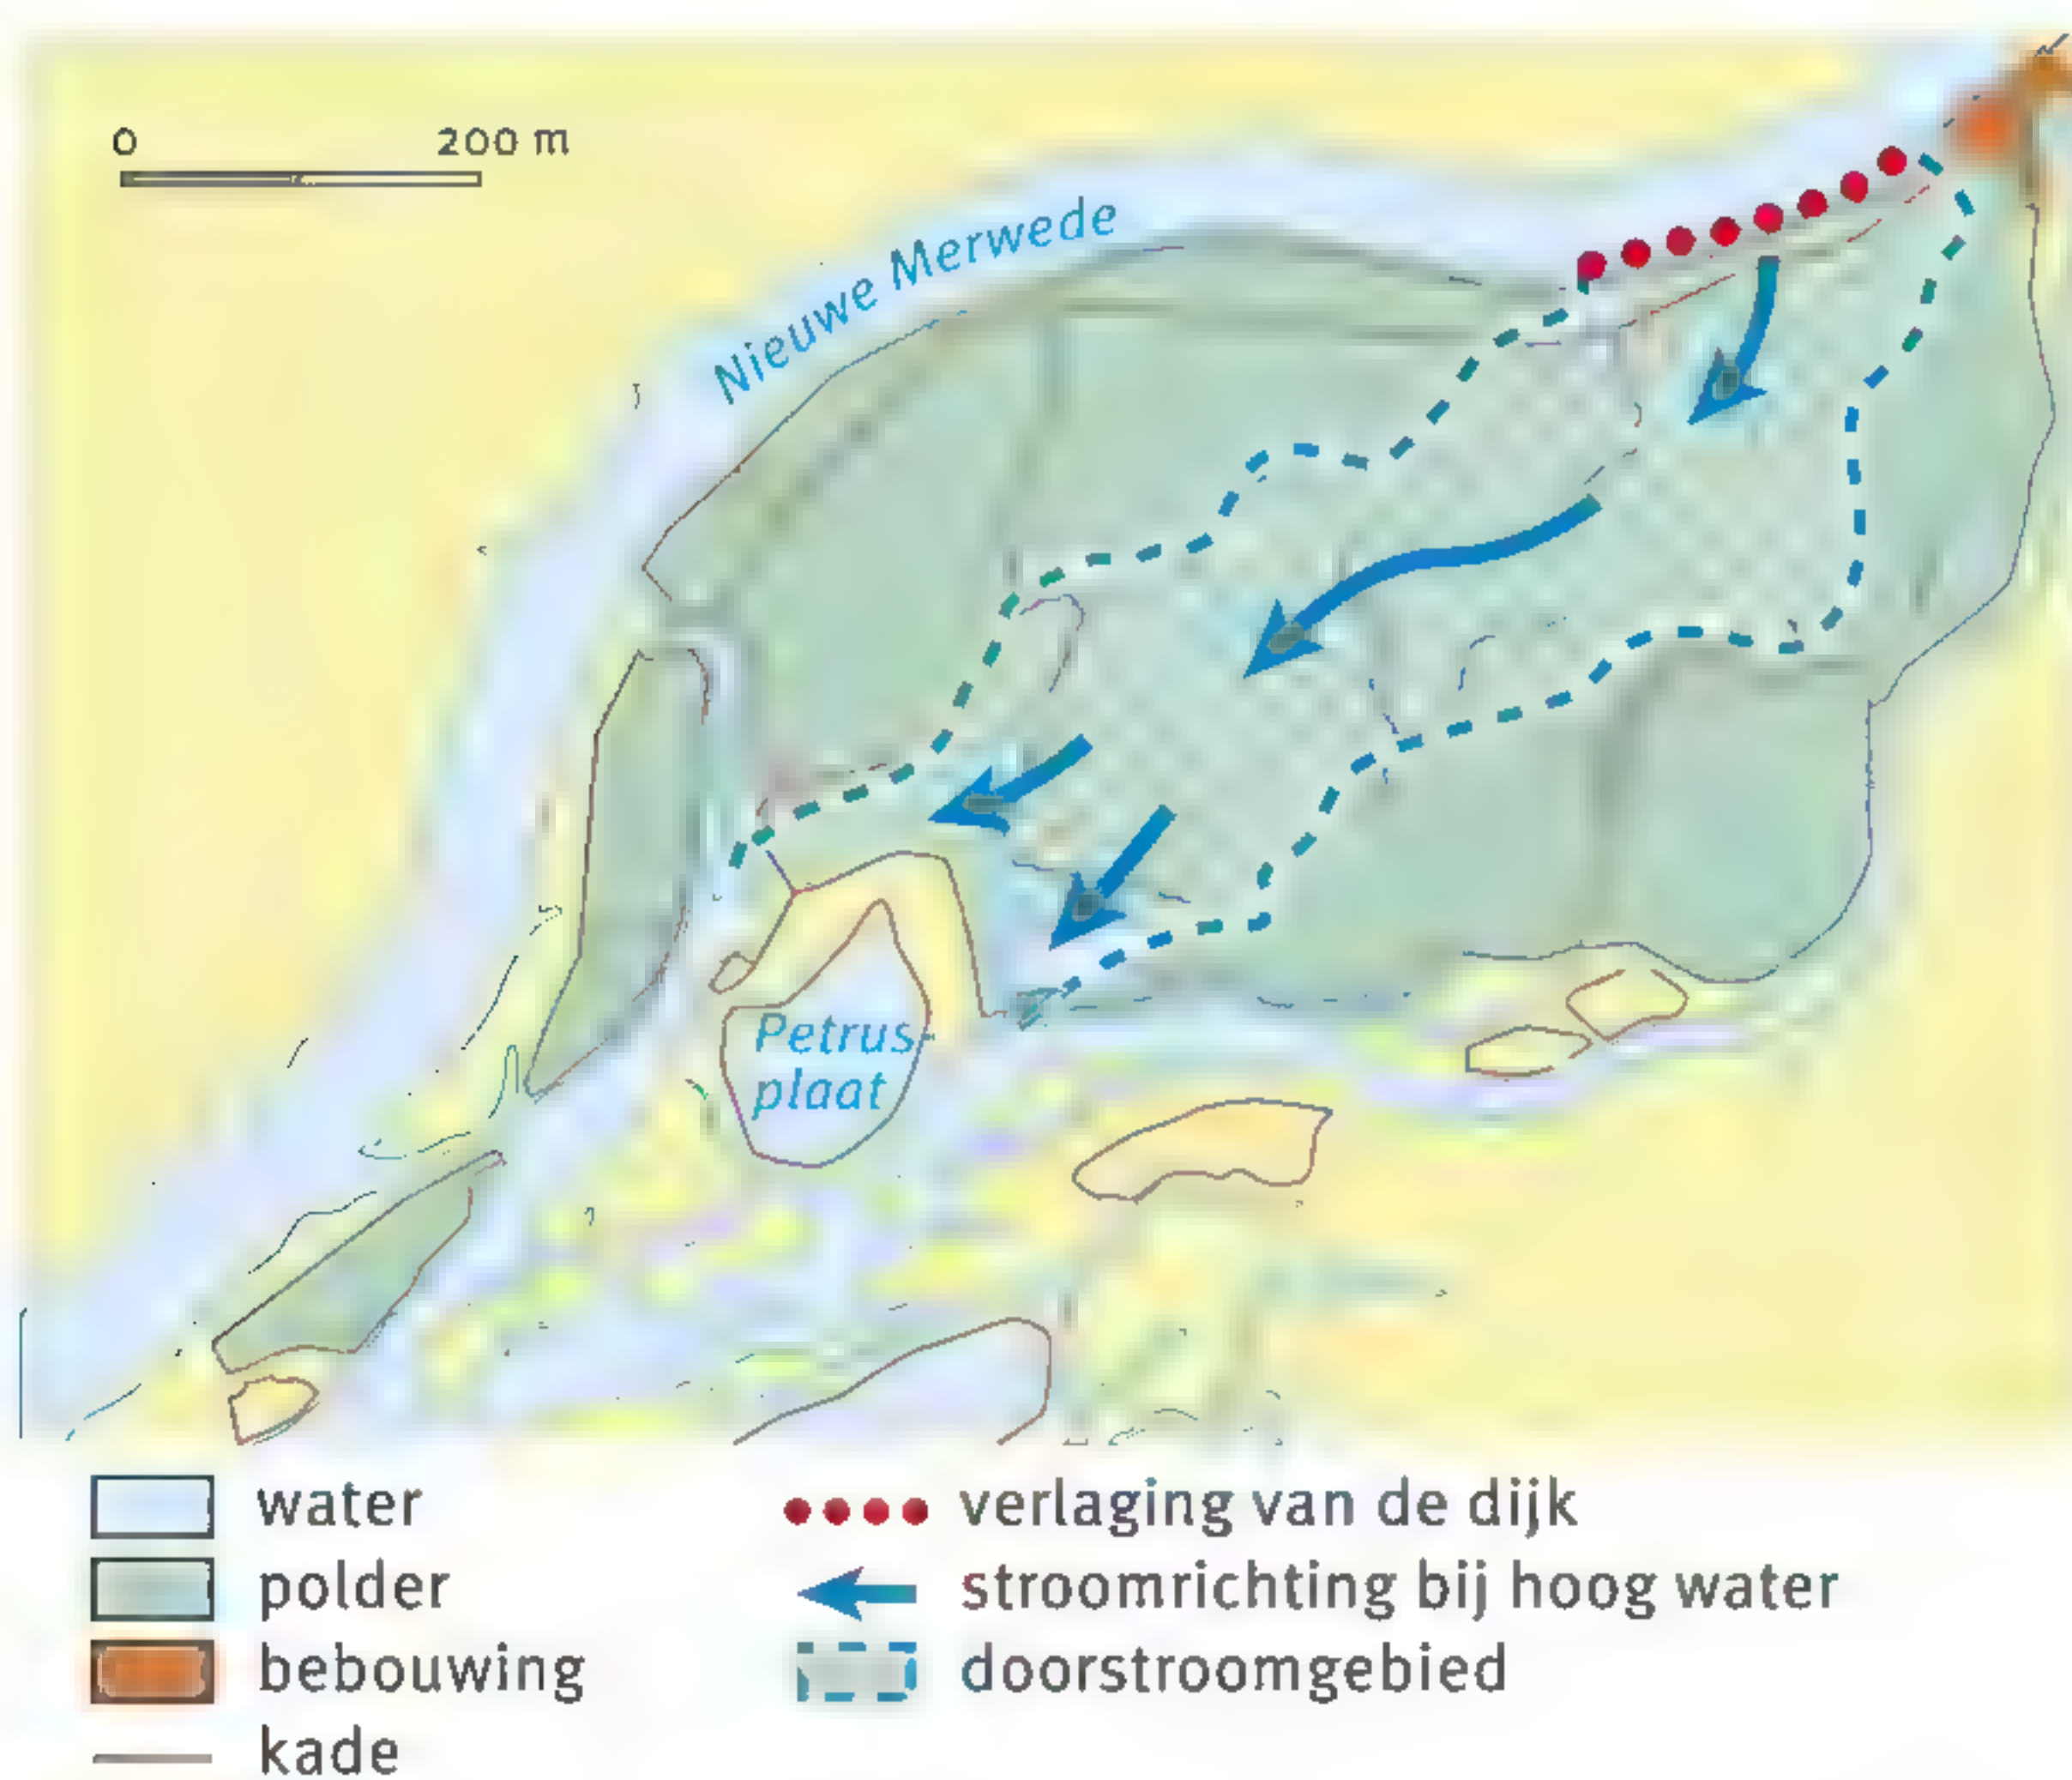 0 200 m
Nieuwe Merwede
Petrus-
plaat
water
polder
bebouwing
kade
verlaging van de dijk
stroomrichting bij hoog water
doorstroomgebied